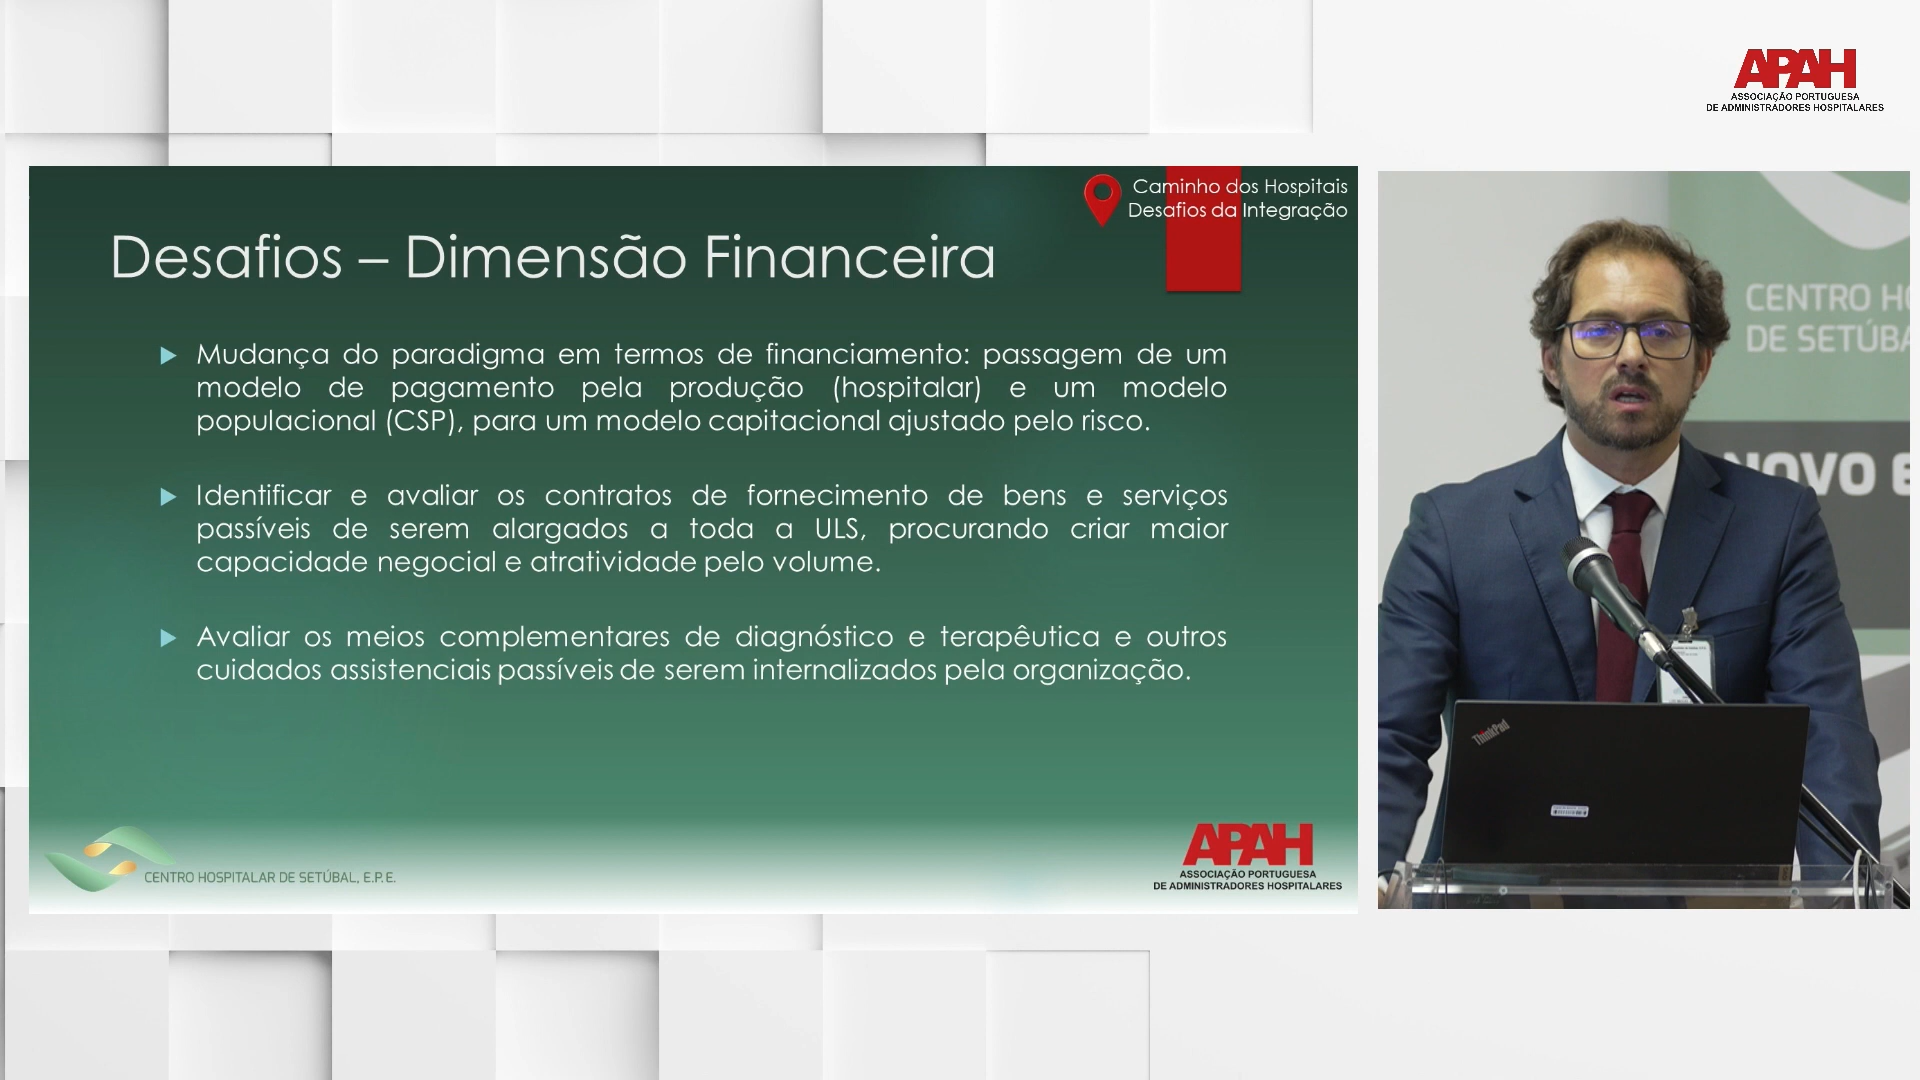 APAH
ASSOCIAÇÃO PORTUGUESA
DE ADMINISTRADORES HOSPITALARES
Caminho dos Hospitais
Desafios da Integração
Desafios – Dimensão Financeira
Mudança do paradigma em termos de financiamento: passagem de um
modelo de pagamento pela produção (hospitalar) e um modelo
populacional (CSP), para um modelo capitacional ajustado pelo risco.
Identificar e avaliar os contratos de fornecimento de bens e serviços
passíveis de serem alargados a toda a ULS, procurando criar maior
capacidade negocial e atratividade pelo volume.
Avaliar os meios complementares de diagnóstico e terapêutica e outros
cuidados assistenciais passíveis de serem internalizados pela organização.
CENTRO HOSPITALAR DE SETÚBAL, E.P.E.
APAH
ASSOCIAÇÃO PORTUGUESA
DE ADMINISTRADORES HOSPITALARES
CENTRO HO
DE SETÚBA
NOVO E
ThinkPad